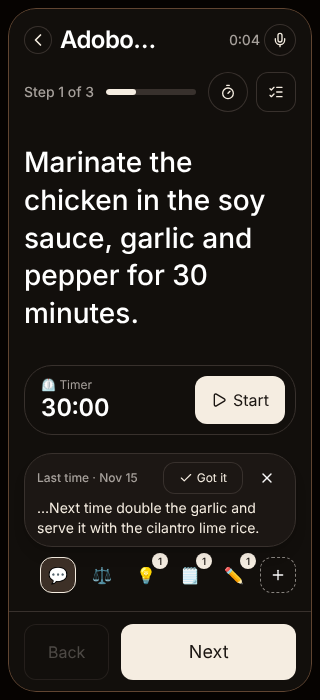 Adobo...
0:04
Step 1 of 3
Marinate the
chicken in the soy
sauce, garlic and
pepper for 30
minutes.
Timer
30:00
Start
Last time · Nov 15
Got it
...Next time double the garlic and
serve it with the cilantro lime rice.
1
1
1
Back
Next